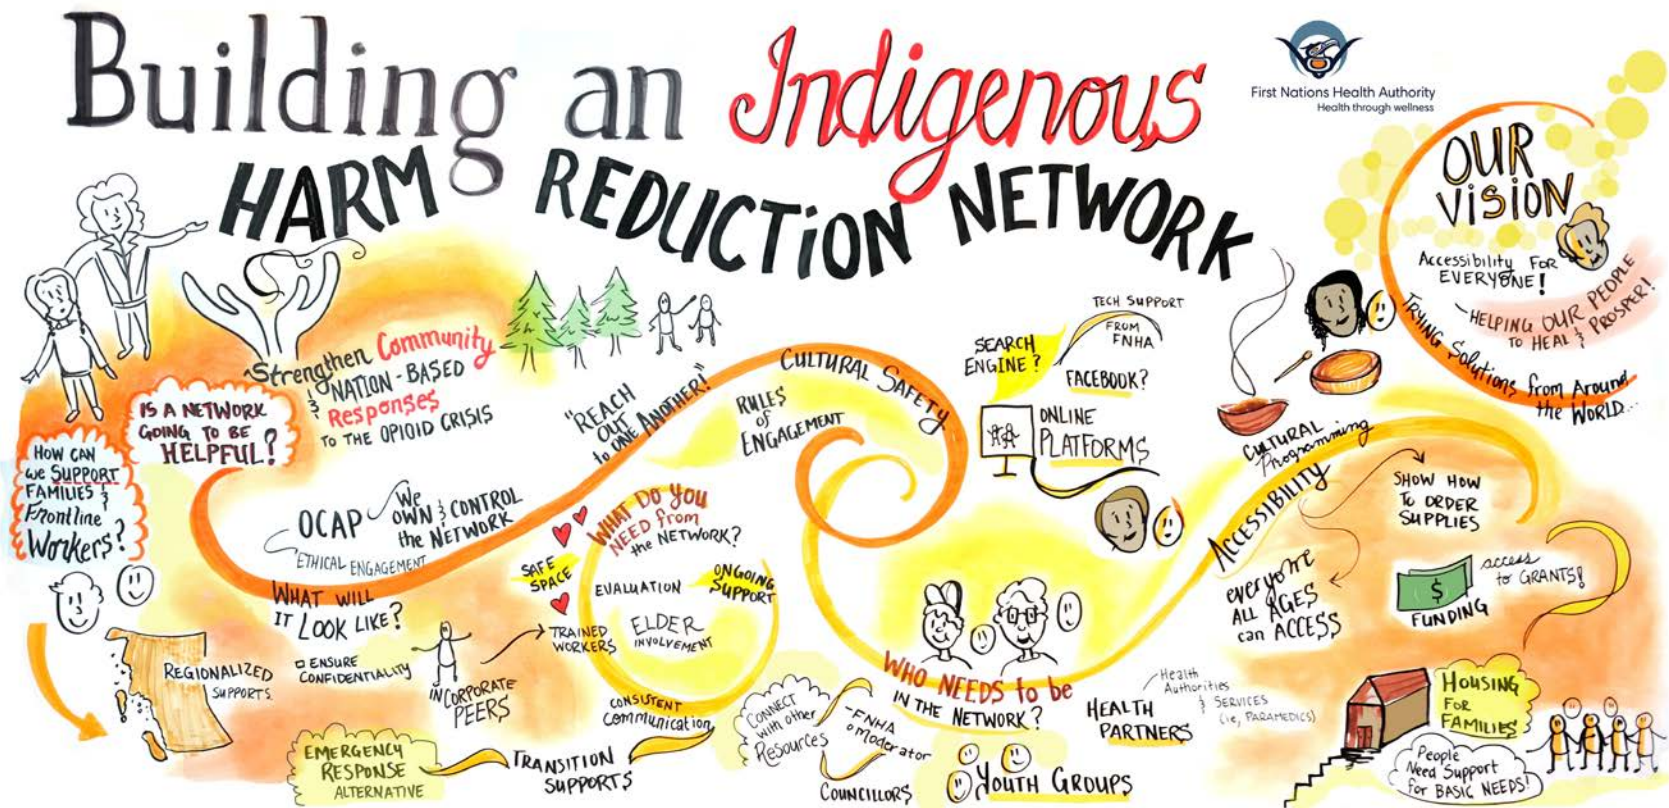 Building an Indigenous
HARM REDUCTION NETWORK
First Nations Health Authority
Health through wellness
OUR
VISION
Accessibility FOR
EVERYONE!
- HELPING OUR PEOPLE
TO HEAL & PROSPER!
TRYING Solutions from Around
the WORLD...
Strengthen Community
& NATION-BASED
Responses
TO THE OPIOID CRISIS
IS A NETWORK
GOING TO BE
HELPFUL?
HOW CAN
we SUPPORT
FAMILIES &
Frontline
Workers?
"REACH
OUT
to ONE ANOTHER!"
RULES
of
ENGAGEMENT
CULTURAL SAFETY
OCAP
We
OWN & CONTROL
the NETWORK
ETHICAL ENGAGEMENT
WHAT WILL
IT LOOK LIKE?
REGIONALIZED
SUPPORTS
ENSURE
CONFIDENTIALITY
INCORPORATE
PEERS
TRAINED
WORKERS
EMERGENCY
RESPONSE
ALTERNATIVE
TRANSITION
SUPPORTS
SAFE
SPACE
WHAT DO YOU
NEED from
the NETWORK?
EVALUATION
ONGOING
SUPPORT
ELDER
INVOLVEMENT
CONSISTENT
communication
CONNECT
with other
Resources
- FNHA
moderator
COUNCILLORS
SEARCH
ENGINE?
TECH SUPPORT
FROM
FNHA
FACEBOOK?
ONLINE
PLATFORMS
WHO NEEDS to be
IN THE NETWORK?
YOUTH GROUPS
HEALTH
PARTNERS
Health
Authorities
& SERVICES
(ie, PARAMEDICS)
CULTURAL
Programming
ACCESSIBILITY
SHOW HOW
to ORDER
SUPPLIES
everyone
ALL AGES
can ACCESS
$
FUNDING
access
to GRANTS!
HOUSING
FOR
FAMILIES
People
Need Support
for BASIC NEEDS!